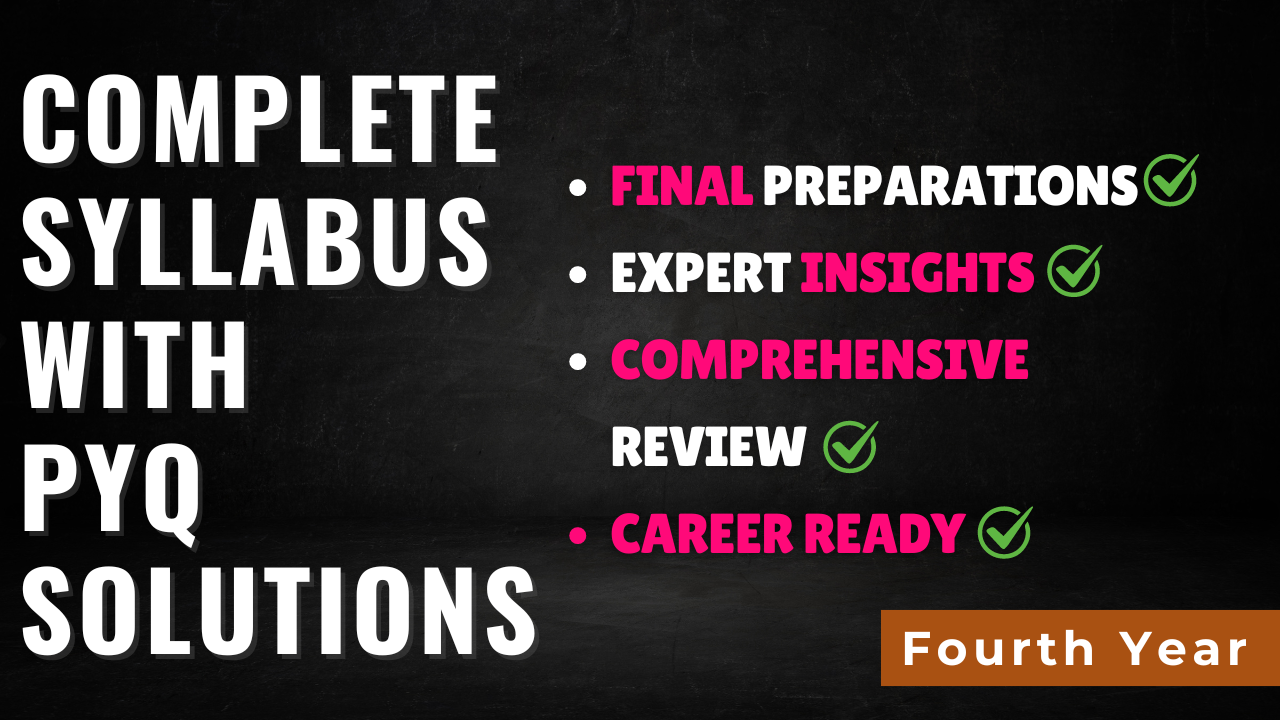 COMPLETE
SYLLABUS
WITH
PYQ
SOLUTIONS
FINAL PREPARATIONS
EXPERT INSIGHTS
COMPREHENSIVE
REVIEW
CAREER READY
Fourth Year